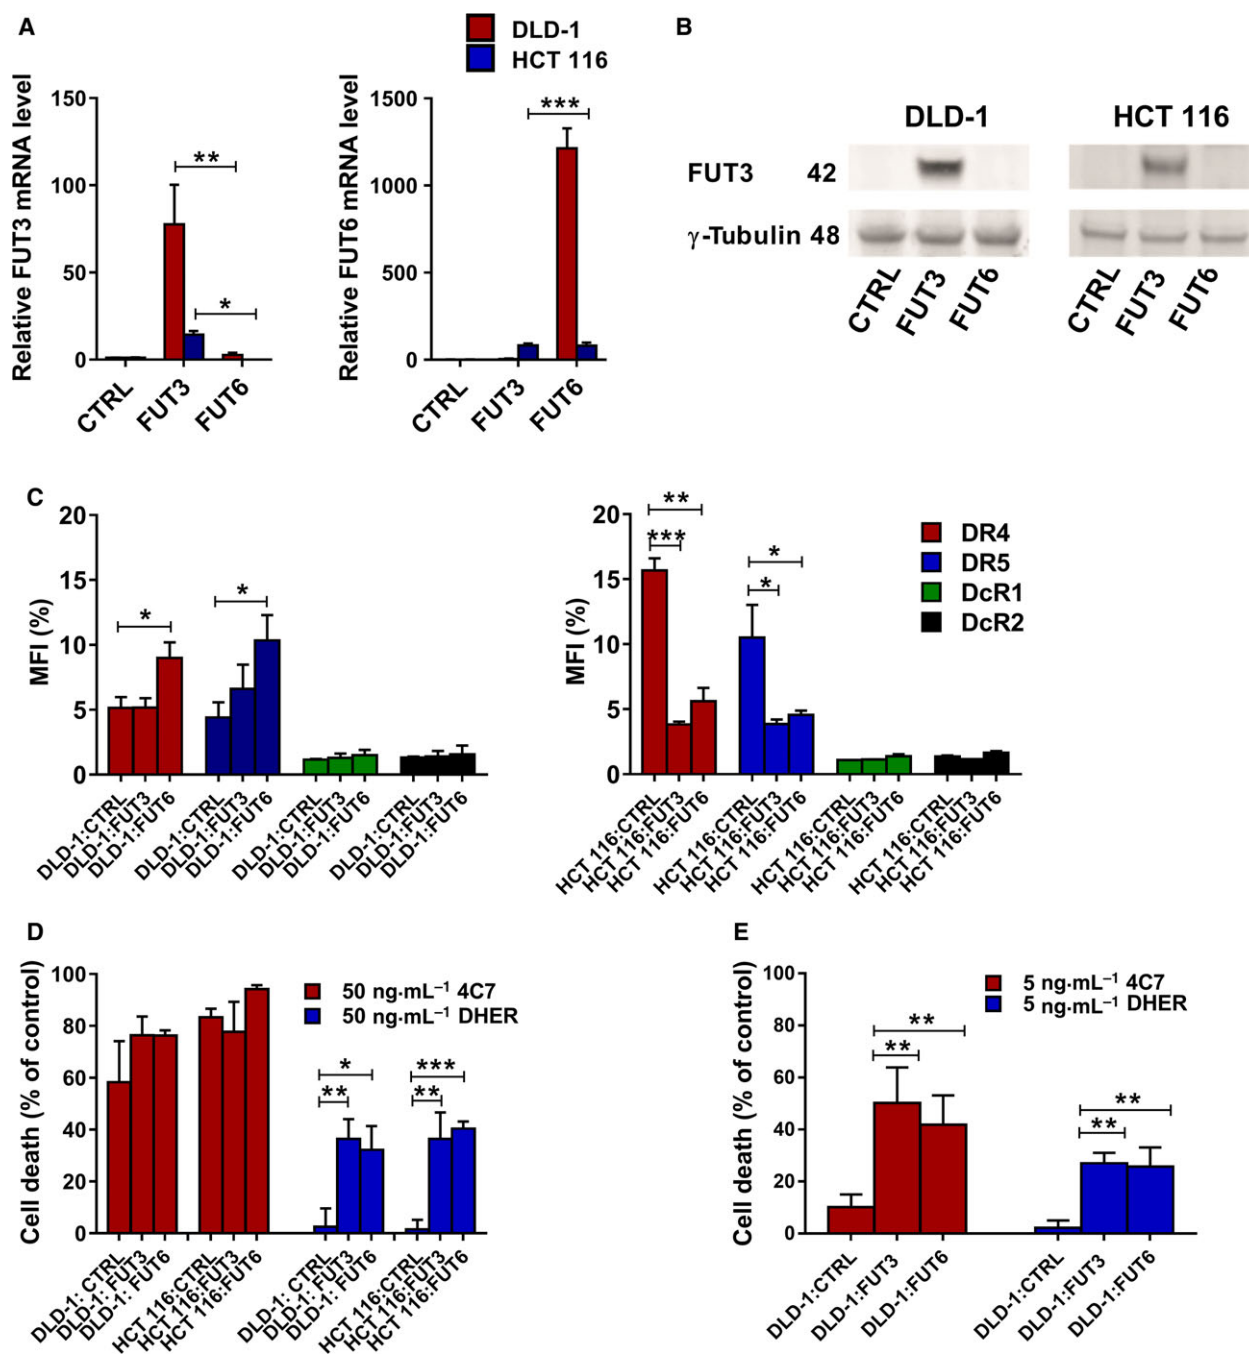 A
DLD-1
HCT 116
Relative FUT3 mRNA level
150
100
50
0
**
*
CTRL
FUT3
FUT6
Relative FUT6 mRNA level
1500
1000
500
0
***
CTRL
FUT3
FUT6
B
DLD-1
HCT 116
FUT3 42
γ-Tubulin 48
CTRL
FUT3
FUT6
CTRL
FUT3
FUT6
C
MFI (%)
20
15
10
5
0
*
*
DLD-1:CTRL
DLD-1:FUT3
DLD-1:FUT6
DLD-1:CTRL
DLD-1:FUT3
DLD-1:FUT6
DLD-1:CTRL
DLD-1:FUT3
DLD-1:FUT6
DLD-1:CTRL
DLD-1:FUT3
DLD-1:FUT6
MFI (%)
20
15
10
5
0
**
***
*
*
DR4
DR5
DcR1
DcR2
HCT 116:CTRL
HCT 116:FUT3
HCT 116:FUT6
HCT 116:CTRL
HCT 116:FUT3
HCT 116:FUT6
HCT 116:CTRL
HCT 116:FUT3
HCT 116:FUT6
HCT 116:CTRL
HCT 116:FUT3
HCT 116:FUT6
D
Cell death (% of control)
100
80
60
40
20
0
50 ng·mL⁻¹ 4C7
50 ng·mL⁻¹ DHER
*
**
***
**
DLD-1: CTRL
DLD-1: FUT3
DLD-1: FUT6
HCT 116:CTRL
HCT 116:FUT3
HCT 116:FUT6
DLD-1: CTRL
DLD-1: FUT3
DLD-1: FUT6
HCT 116:CTRL
HCT 116:FUT3
HCT 116:FUT6
E
Cell death (% of control)
100
80
60
40
20
0
5 ng·mL⁻¹ 4C7
5 ng·mL⁻¹ DHER
**
**
**
**
DLD-1:CTRL
DLD-1:FUT3
DLD-1:FUT6
DLD-1:CTRL
DLD-1:FUT3
DLD-1:FUT6